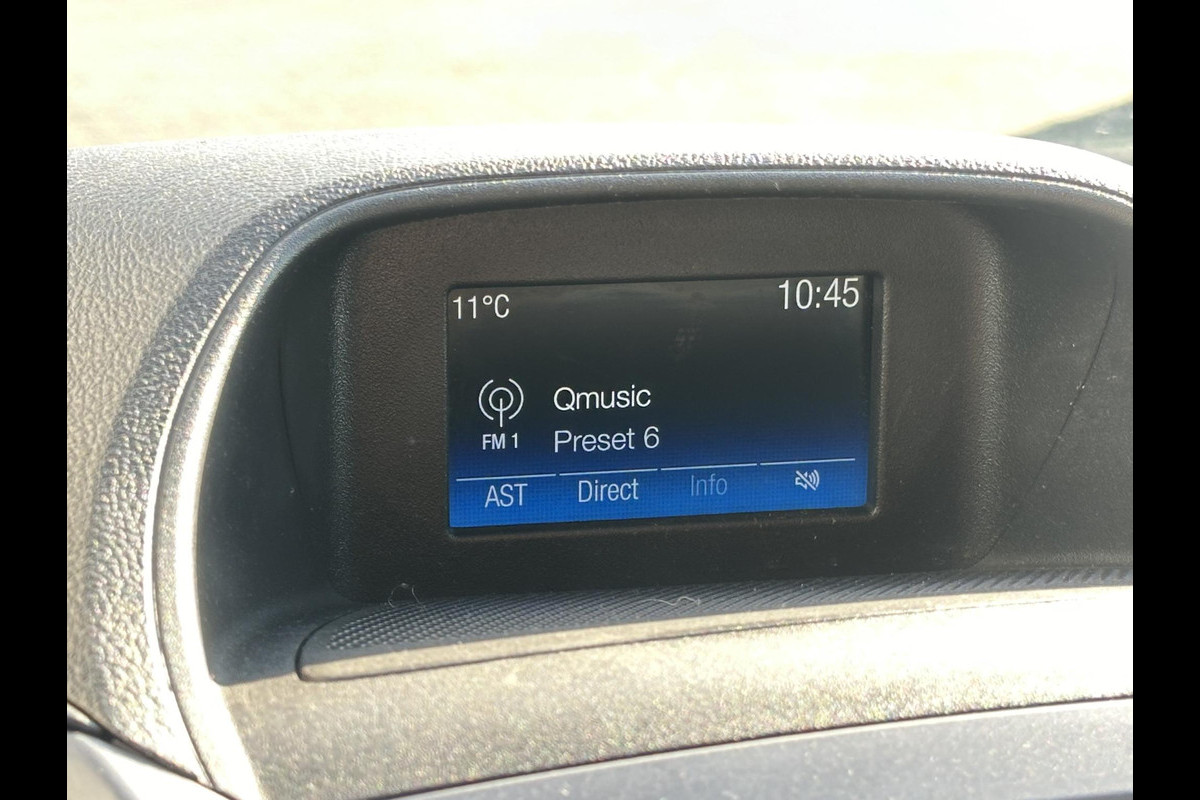 11°C 10:45
Qmusic
FM 1 Preset 6
AST Direct Info